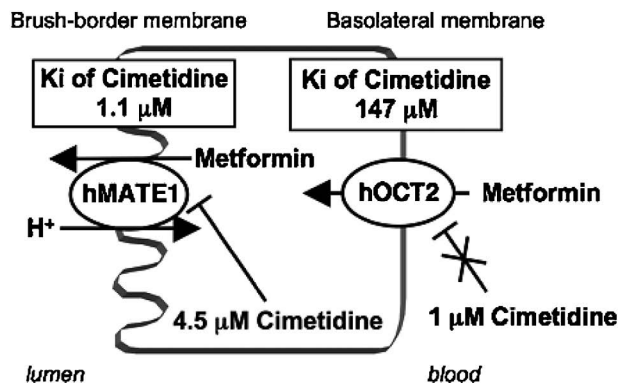 Brush-border membrane
Basolateral membrane
Ki of Cimetidine
1.1 μM
Ki of Cimetidine
147 μM
Metformin
hMATE1
H⁺
hOCT2
Metformin
4.5 μM Cimetidine
1 μM Cimetidine
lumen
blood